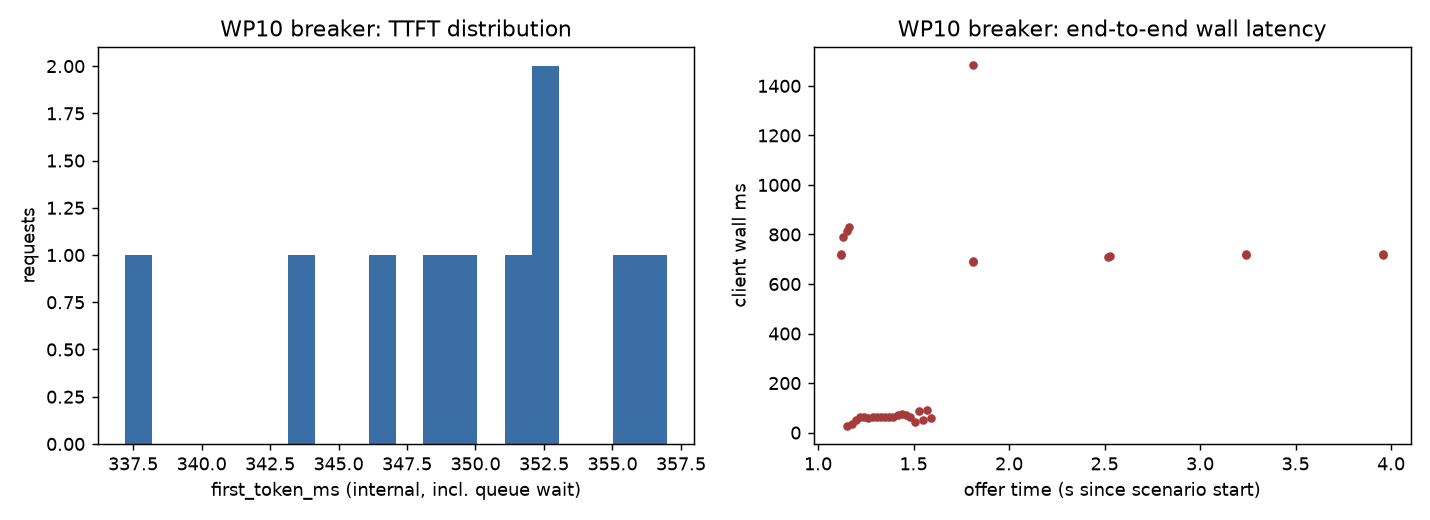 WP10 breaker: TTFT distribution
2.00
1.75
1.50
1.25
1.00
0.75
0.50
0.25
0.00
requests
337.5 340.0 342.5 345.0 347.5 350.0 352.5 355.0 357.5
first_token_ms (internal, incl. queue wait)
WP10 breaker: end-to-end wall latency
1400
1200
1000
800
600
400
200
0
client wall ms
1.0 1.5 2.0 2.5 3.0 3.5 4.0
offer time (s since scenario start)